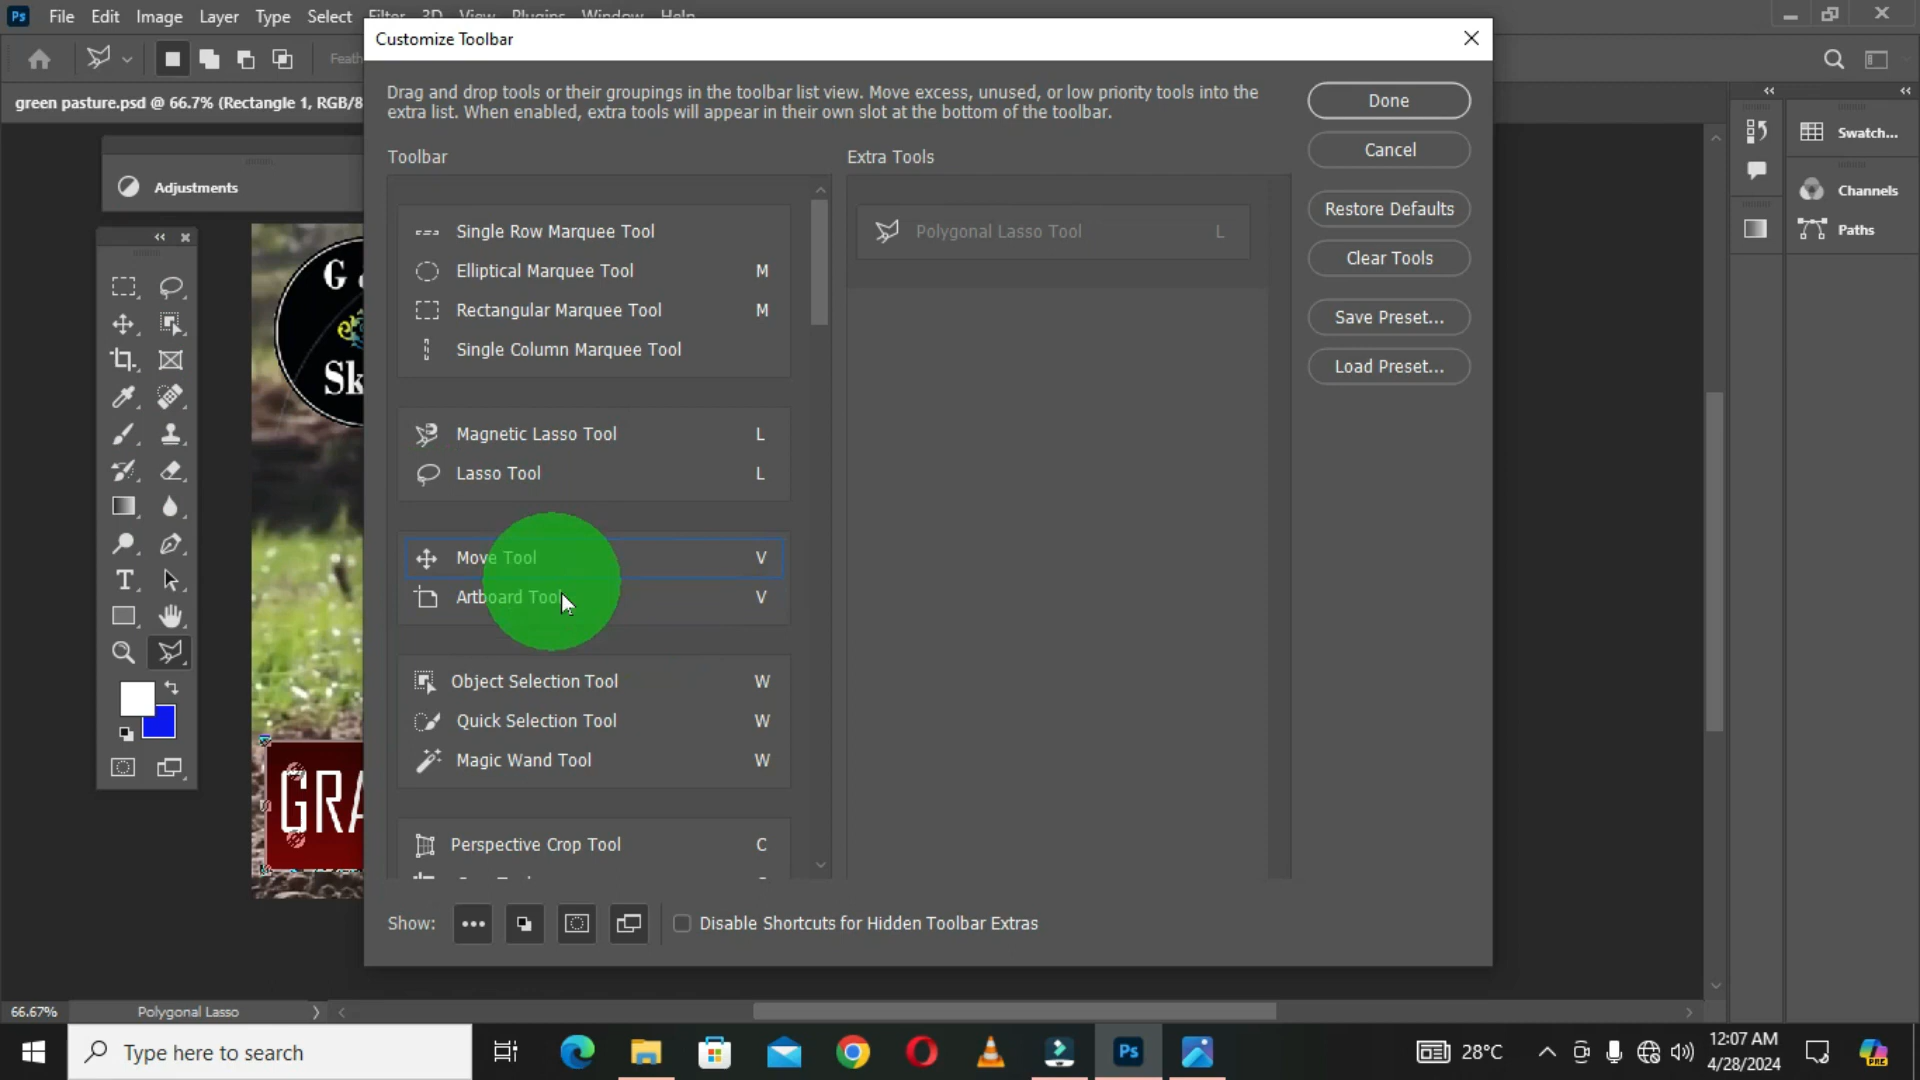 File Edit Image Layer Type Select Filter 3D View Plugins Window Help
Customize Toolbar
green pasture.psd @ 66.7% (Rectangle 1, RGB/8
Drag and drop tools or their groupings in the toolbar list view. Move excess, unused, or low priority tools into the
extra list. When enabled, extra tools will appear in their own slot at the bottom of the toolbar.
Toolbar
Extra Tools
Done
Cancel
Restore Defaults
Clear Tools
Save Preset...
Load Preset...
Adjustments
Single Row Marquee Tool
Elliptical Marquee Tool M
Rectangular Marquee Tool M
Single Column Marquee Tool
Magnetic Lasso Tool L
Lasso Tool L
Move Tool V
Artboard Tool V
Object Selection Tool W
Quick Selection Tool W
Magic Wand Tool W
Perspective Crop Tool C
Polygonal Lasso Tool L
Swatch...
Channels
Paths
G
Sk
GRA
Show:
Disable Shortcuts for Hidden Toolbar Extras
66.67% Polygonal Lasso
Type here to search
28°C
12:07 AM
4/28/2024